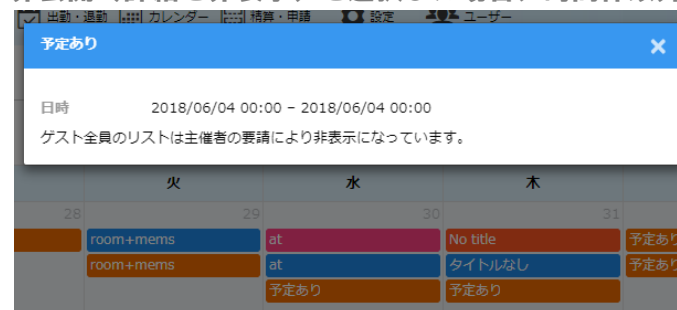 出勤・退勤 カレンダー 精算・申請 設定 ユーザー
予定あり ×
日時 2018/06/04 00:00 – 2018/06/04 00:00
ゲスト全員のリストは主催者の要請により非表示になっています。
火 水 木
28 29 30 31
room+mems at No title 予定あり
room+mems at タイトルなし 予定あり
予定あり 予定あり